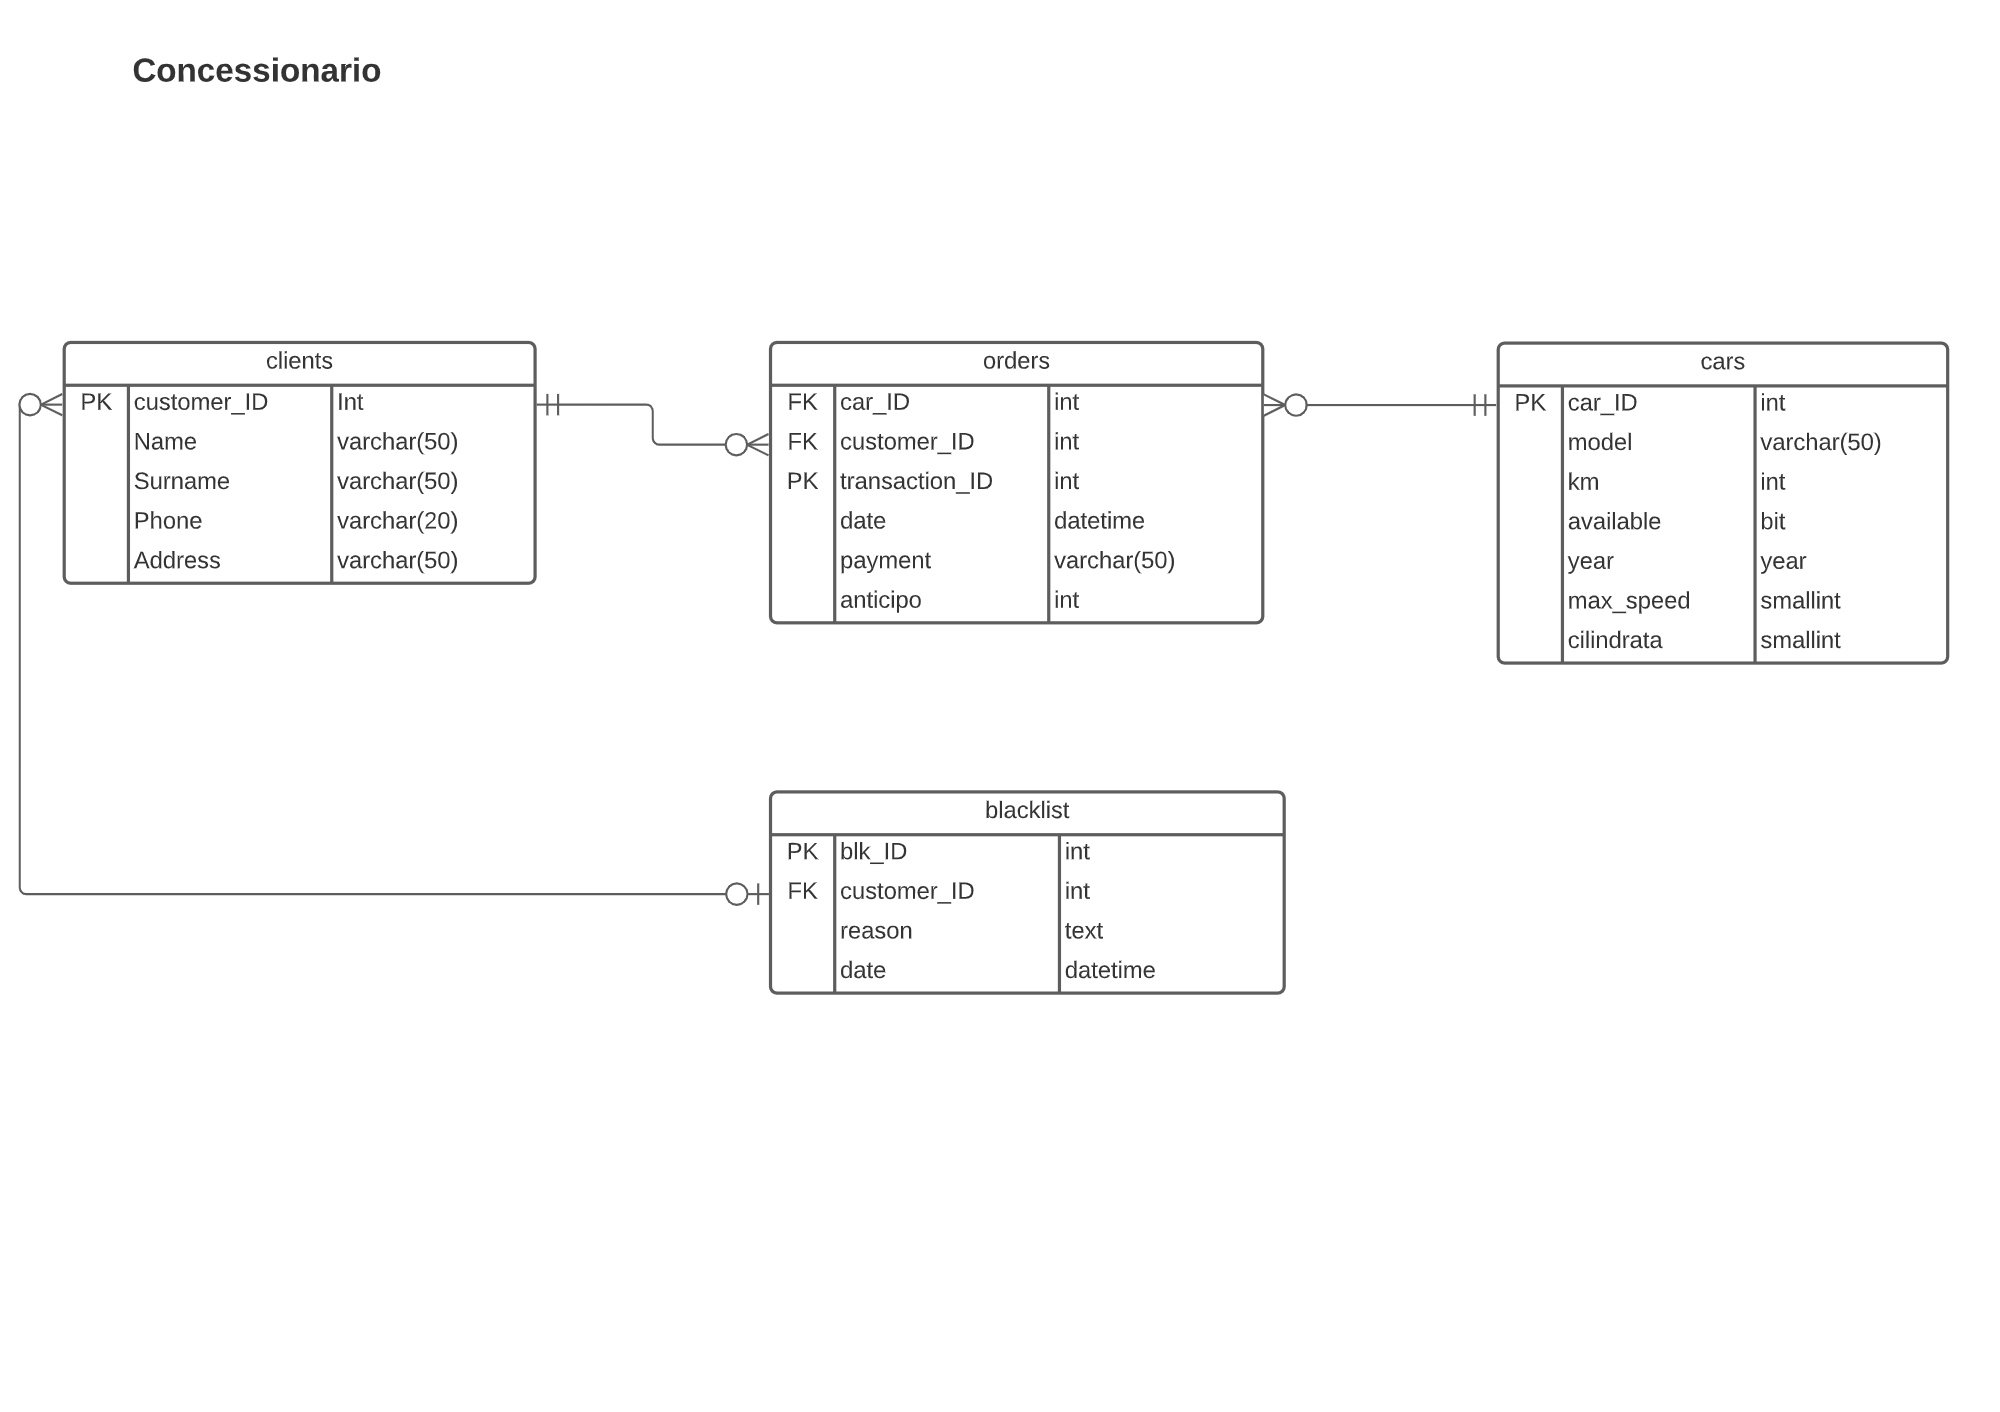 Concessionario
clients
PK customer_ID Int
Name varchar(50)
Surname varchar(50)
Phone varchar(20)
Address varchar(50)
orders
FK car_ID int
FK customer_ID int
PK transaction_ID int
date datetime
payment varchar(50)
anticipo int
cars
PK car_ID int
model varchar(50)
km int
available bit
year year
max_speed smallint
cilindrata smallint
blacklist
PK blk_ID int
FK customer_ID int
reason text
date datetime